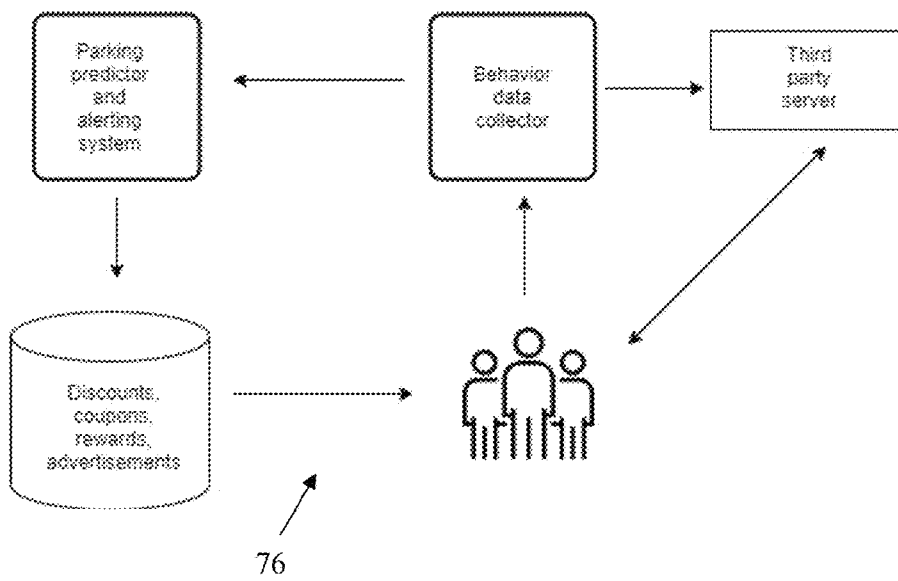 Parking
predictor
and
alerting
system
Behavior
data
collector
Third
party
server
Discounts,
coupons,
rewards,
advertisements
76